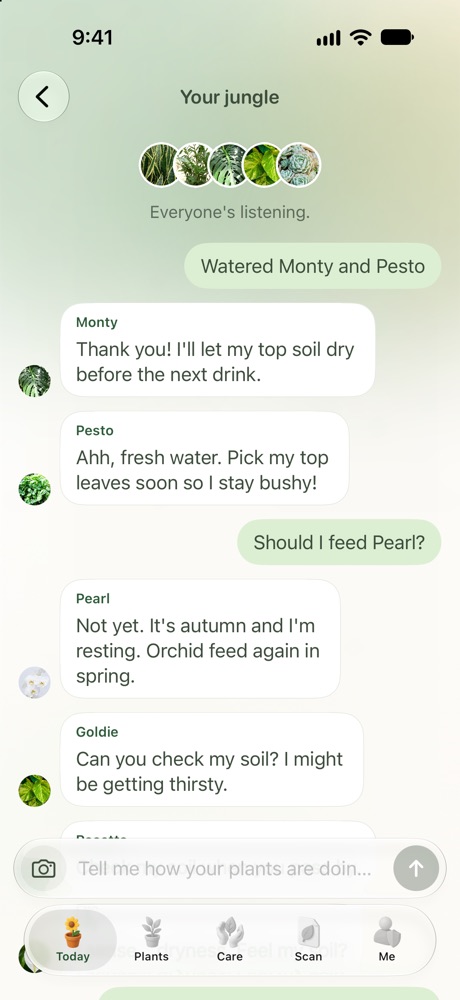 9:41
Your jungle
Everyone's listening.
Watered Monty and Pesto
Monty
Thank you! I'll let my top soil dry
before the next drink.
Pesto
Ahh, fresh water. Pick my top
leaves soon so I stay bushy!
Should I feed Pearl?
Pearl
Not yet. It's autumn and I'm
resting. Orchid feed again in
spring.
Goldie
Can you check my soil? I might
be getting thirsty.
Tell me how your plants are doin...
feel my soil?
Today
Plants
Care
Scan
Me